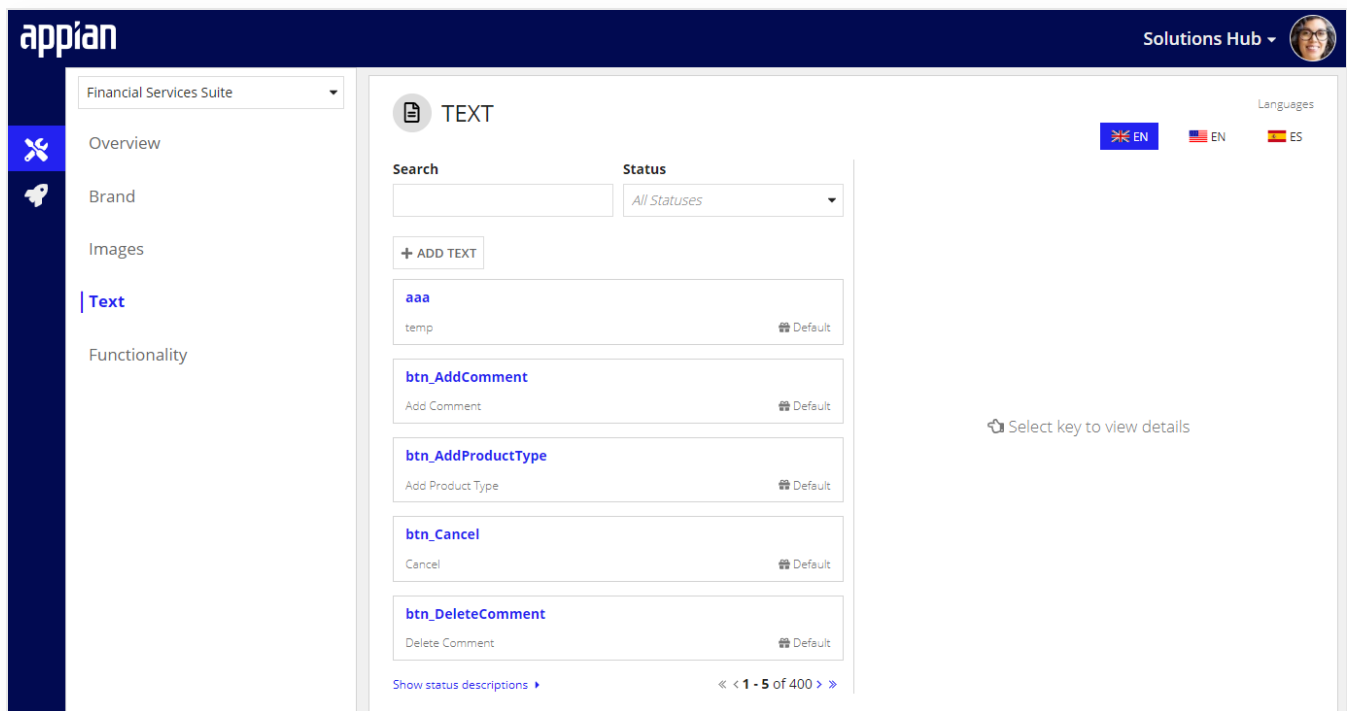 appian
Solutions Hub
Financial Services Suite
Overview
Brand
Images
Text
Functionality
TEXT
Languages
EN
EN
ES
Search
Status
All Statuses
+ ADD TEXT
aaa
temp
Default
btn_AddComment
Add Comment
Default
btn_AddProductType
Add Product Type
Default
btn_Cancel
Cancel
Default
btn_DeleteComment
Delete Comment
Default
Show status descriptions
« < 1 - 5 of 400 > »
Select key to view details